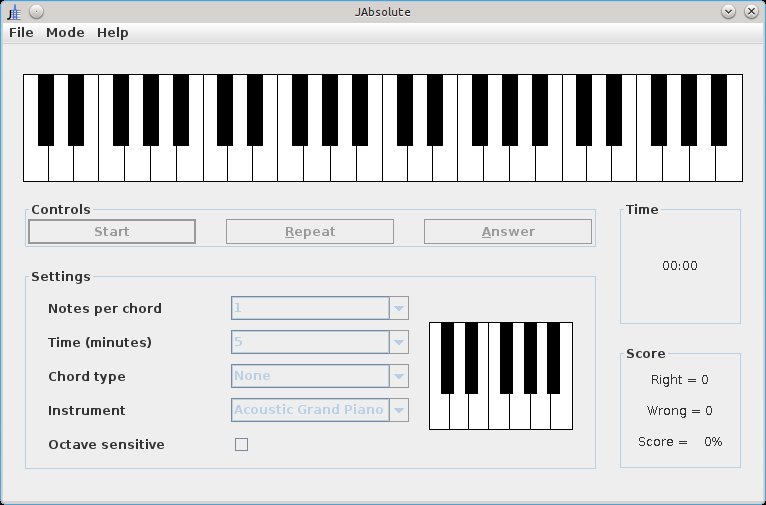 JAbsolute
File Mode Help
Controls
Start Repeat Answer
Time
00:00
Settings
Notes per chord 1
Time (minutes) 5
Chord type None
Instrument Acoustic Grand Piano
Octave sensitive
Score
Right = 0
Wrong = 0
Score = 0%